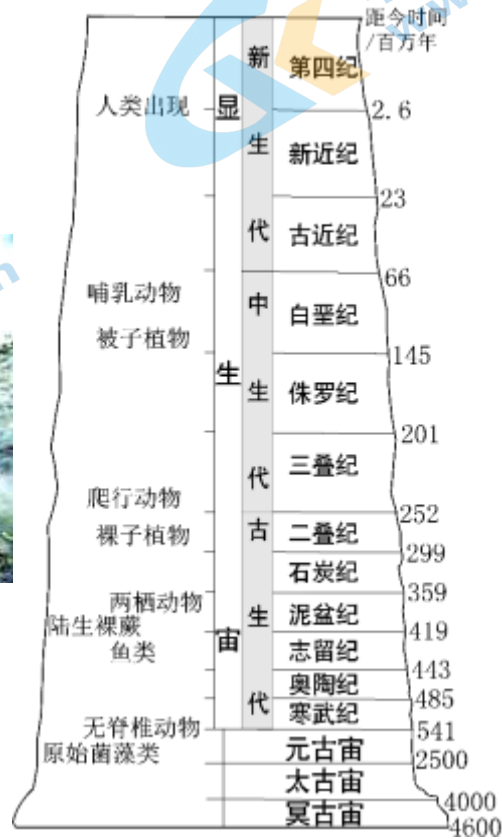 距今时间
/百万年
新 第四纪
人类出现 显 2.6
生 新近纪
23
代 古近纪
66
哺乳动物 中 白垩纪
被子植物
145
生 生 侏罗纪
201
代 三叠纪
爬行动物
252
裸子植物 古 二叠纪
299
石炭纪
359
两栖动物 生 泥盆纪
陆生裸蕨 419
鱼类 宙 志留纪
443
奥陶纪
485
代 寒武纪
无脊椎动物 541
原始菌藻类 元古宙
2500
太古宙
4000
冥古宙
4600